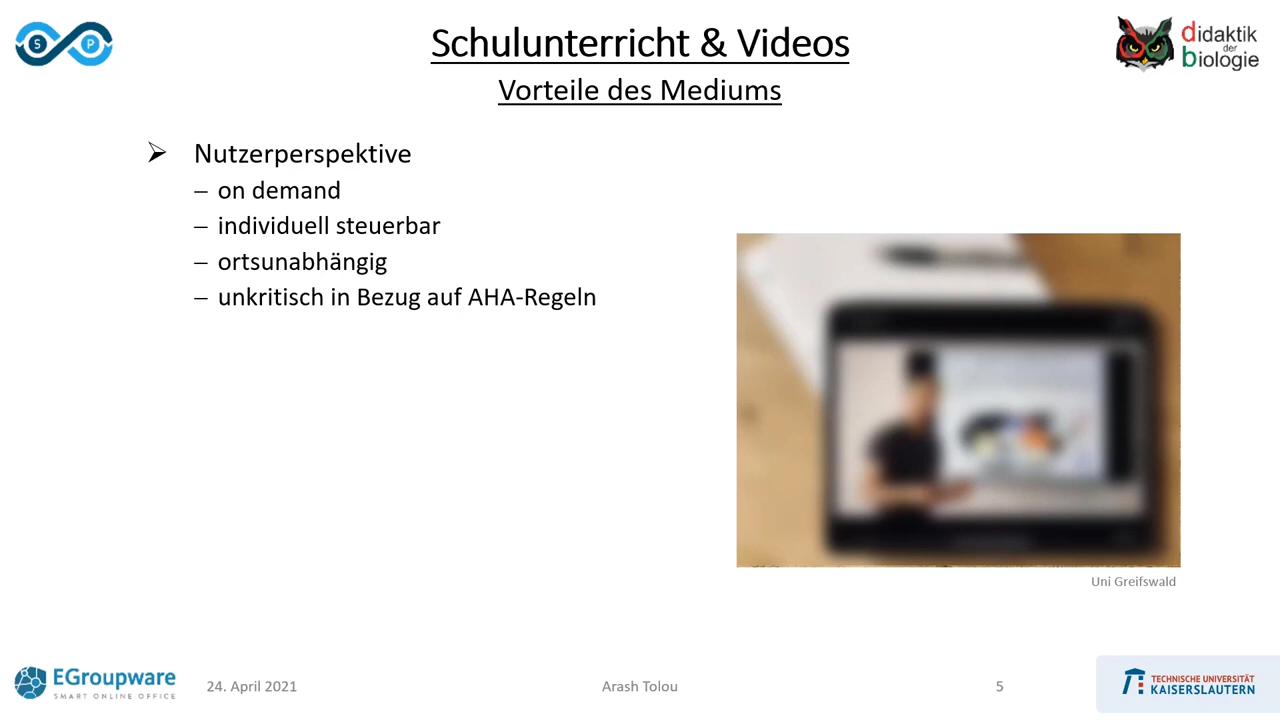 S P
Schulunterricht & Videos
didaktik
der
biologie
Vorteile des Mediums
➢ Nutzerperspektive
– on demand
– individuell steuerbar
– ortsunabhängig
– unkritisch in Bezug auf AHA-Regeln
Uni Greifswald
EGroupware
SMART ONLINE OFFICE
24. April 2021
Arash Tolou
5
TECHNISCHE UNIVERSITÄT
KAISERSLAUTERN